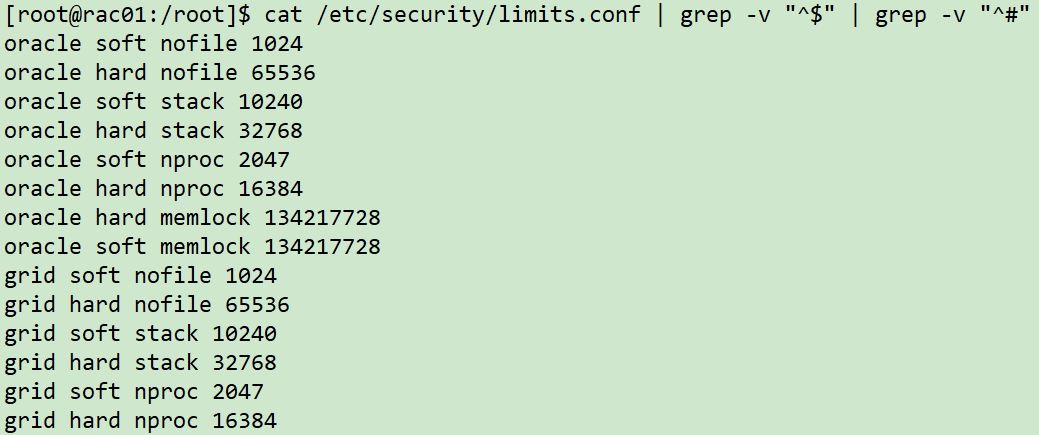 [root@rac01:/root]$ cat /etc/security/limits.conf | grep -v "^$" | grep -v "^#"
oracle soft nofile 1024
oracle hard nofile 65536
oracle soft stack 10240
oracle hard stack 32768
oracle soft nproc 2047
oracle hard nproc 16384
oracle hard memlock 134217728
oracle soft memlock 134217728
grid soft nofile 1024
grid hard nofile 65536
grid soft stack 10240
grid hard stack 32768
grid soft nproc 2047
grid hard nproc 16384